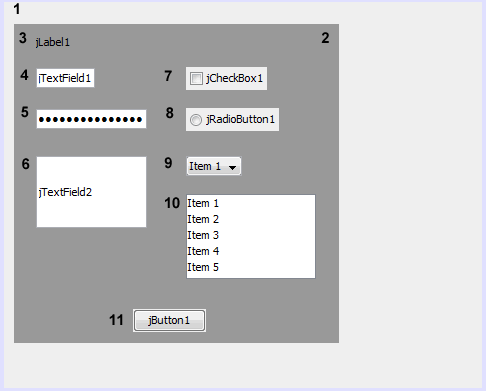 1
3 jLabel1 2
4 jTextField1 7 jCheckBox1
5 ●●●●●●●●●●●●●●● 8 jRadioButton1
6 jTextField2 9 Item 1
10 Item 1
Item 2
Item 3
Item 4
Item 5
11 jButton1